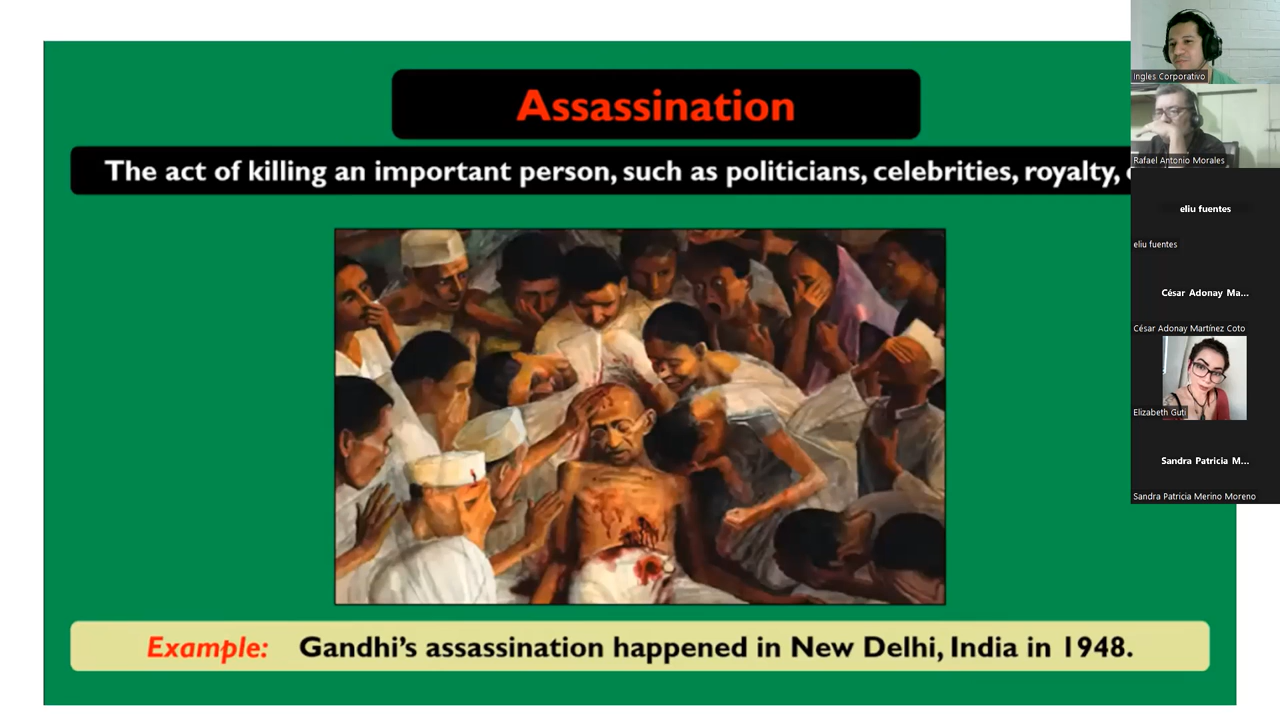 Assassination
The act of killing an important person, such as politicians, celebrities, royalty,
Example: Gandhi's assassination happened in New Delhi, India in 1948.
Ingles Corporativo
Rafael Antonio Morales
eliu fuentes
eliu fuentes
César Adonay Ma...
César Adonay Martínez Coto
Elizabeth Guti
Sandra Patricia M...
Sandra Patricia Merino Moreno